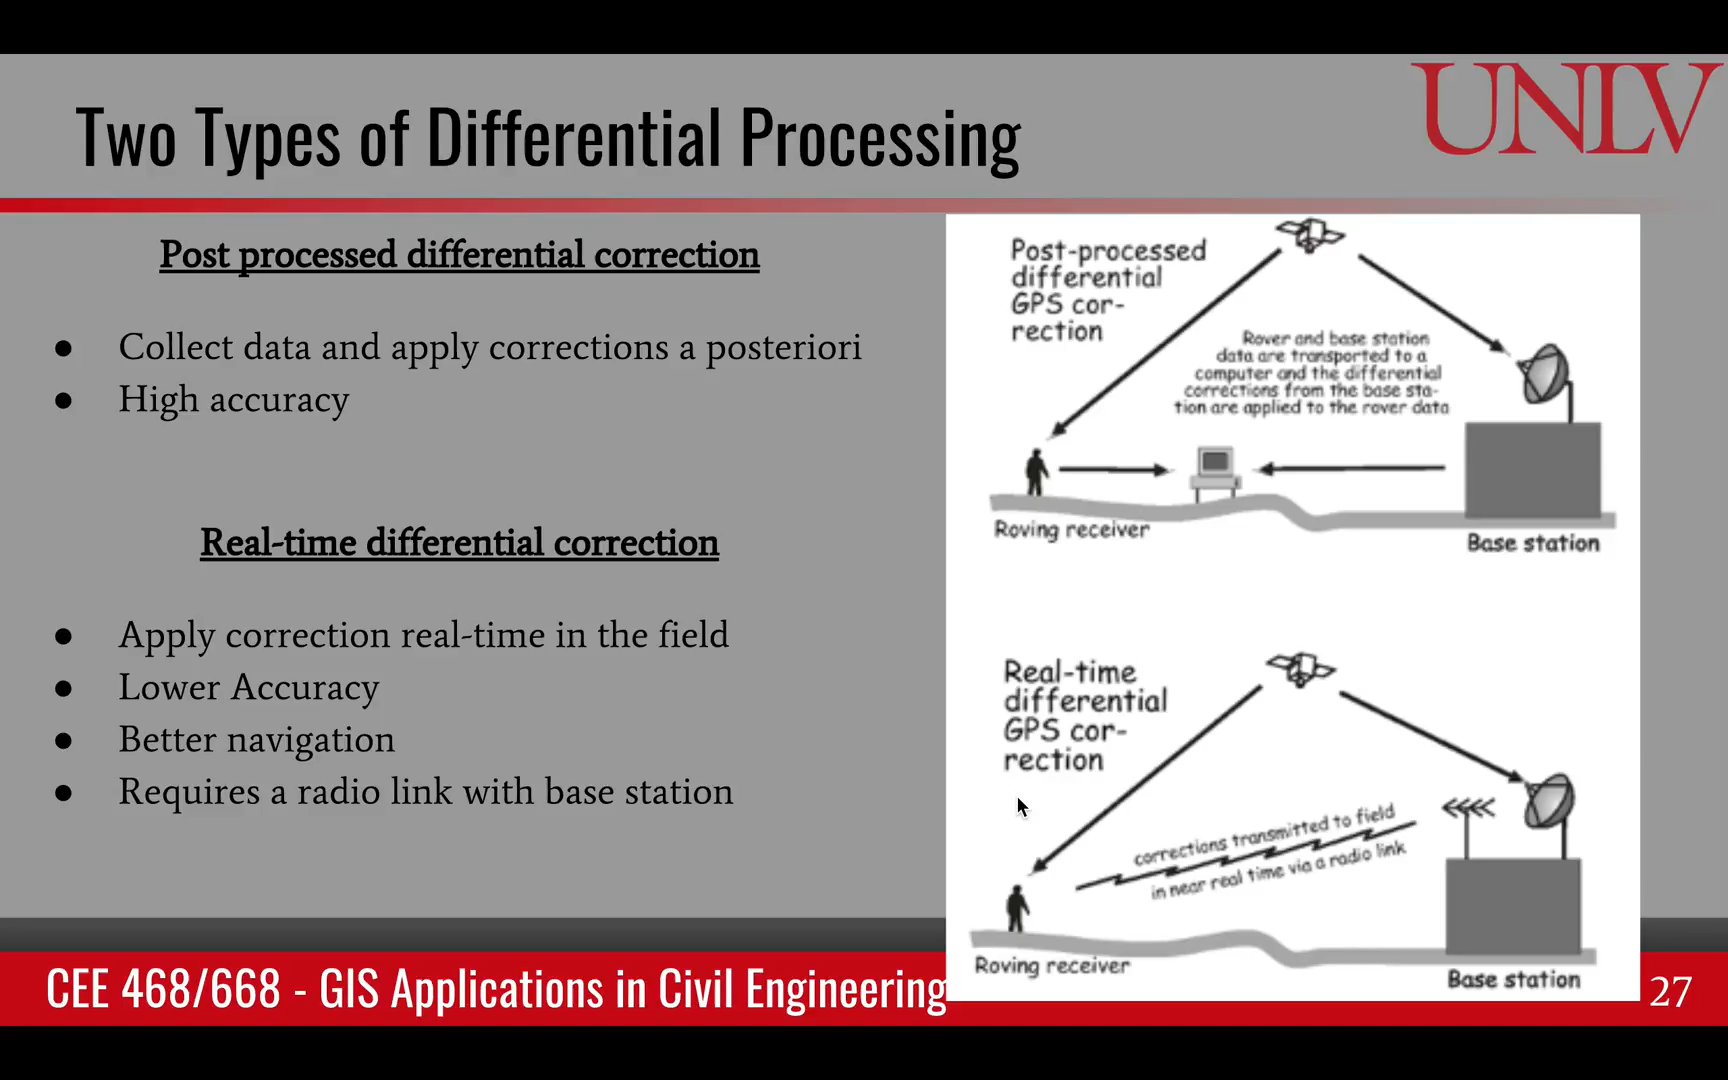 UNLV
Two Types of Differential Processing
Post processed differential correction
● Collect data and apply corrections a posteriori
● High accuracy
Real-time differential correction
● Apply correction real-time in the field
● Lower Accuracy
● Better navigation
● Requires a radio link with base station
Post-processed
differential
GPS cor-
rection
Rover and base station
data are transported to a
computer and the differential
corrections from the base sta-
tion are applied to the rover data
Roving receiver
Base station
Real-time
differential
GPS cor-
rection
corrections transmitted to field
in near real time via a radio link
Roving receiver
Base station
CEE 468/668 - GIS Applications in Civil Engineering
27